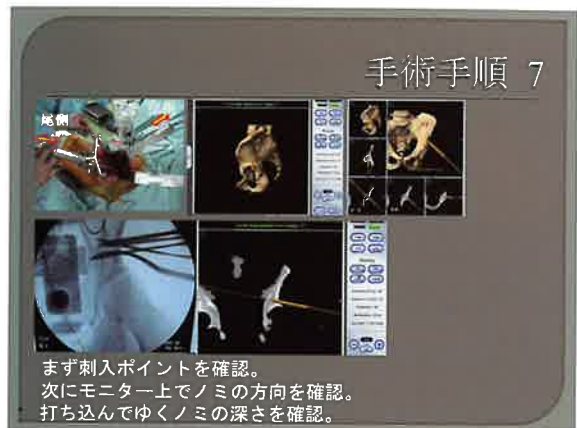 手術手順 7
尾側
まず刺入ポイントを確認。
次にモニター上でノミの方向を確認。
打ち込んでゆくノミの深さを確認。